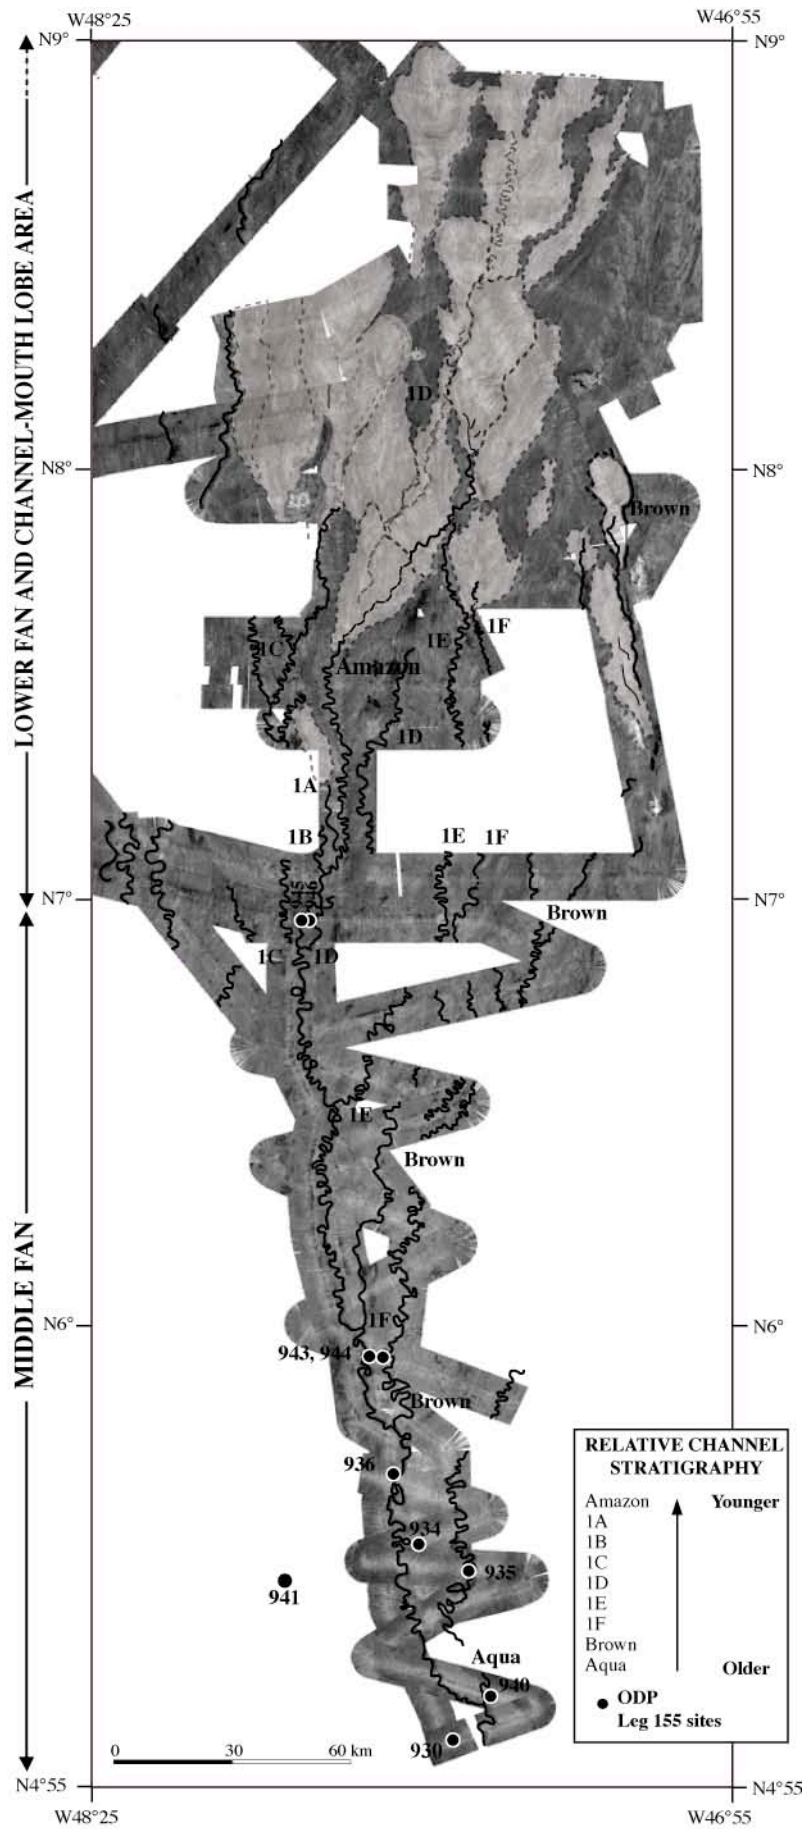 W48°25
W46°55
N9°
N9°
LOWER FAN AND CHANNEL-MOUTH LOBE AREA
1D
N8°
N8°
Brown
1F
1E
1C
Amazon
1D
1A
1B
1E
1F
N7°
N7°
Brown
1C
1D
1E
Brown
MIDDLE FAN
N6°
N6°
1F
943, 944
Brown
936
934
935
941
Aqua
940
930
0
30
60 km
RELATIVE CHANNEL
STRATIGRAPHY
Amazon
Younger
1A
1B
1C
1D
1E
1F
Brown
Aqua
Older
ODP
Leg 155 sites
N4°55
N4°55
W48°25
W46°55